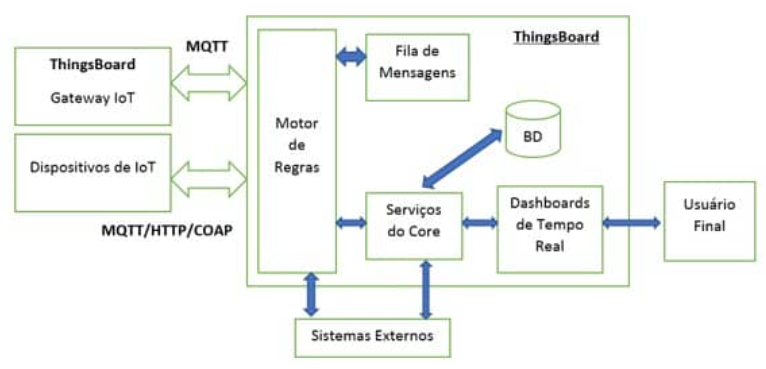 MQTT
ThingsBoard
Gateway IoT
Dispositivos de IoT
MQTT/HTTP/COAP
ThingsBoard
Motor
de
Regras
Fila de
Mensagens
BD
Serviços
do Core
Dashboards
de Tempo
Real
Usuário
Final
Sistemas Externos